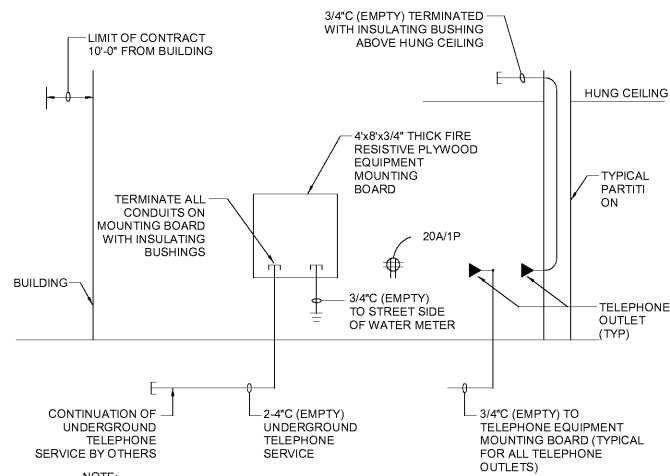 3/4"C (EMPTY) TERMINATED
WITH INSULATING BUSHING
ABOVE HUNG CEILING
LIMIT OF CONTRACT
10'-0" FROM BUILDING
HUNG CEILING
4'x8'x3/4" THICK FIRE
RESISTIVE PLYWOOD
EQUIPMENT
MOUNTING
BOARD
TYPICAL
PARTITI
ON
TERMINATE ALL
CONDUITS ON
MOUNTING BOARD
WITH INSULATING
BUSHINGS
20A/1P
BUILDING
3/4"C (EMPTY)
TO STREET SIDE
OF WATER METER
TELEPHONE
OUTLET
(TYP)
CONTINUATION OF
UNDERGROUND
TELEPHONE
SERVICE BY OTHERS
2-4"C (EMPTY)
UNDERGROUND
TELEPHONE
SERVICE
3/4"C (EMPTY) TO
TELEPHONE EQUIPMENT
MOUNTING BOARD (TYPICAL
FOR ALL TELEPHONE
OUTLETS)
NOTE: